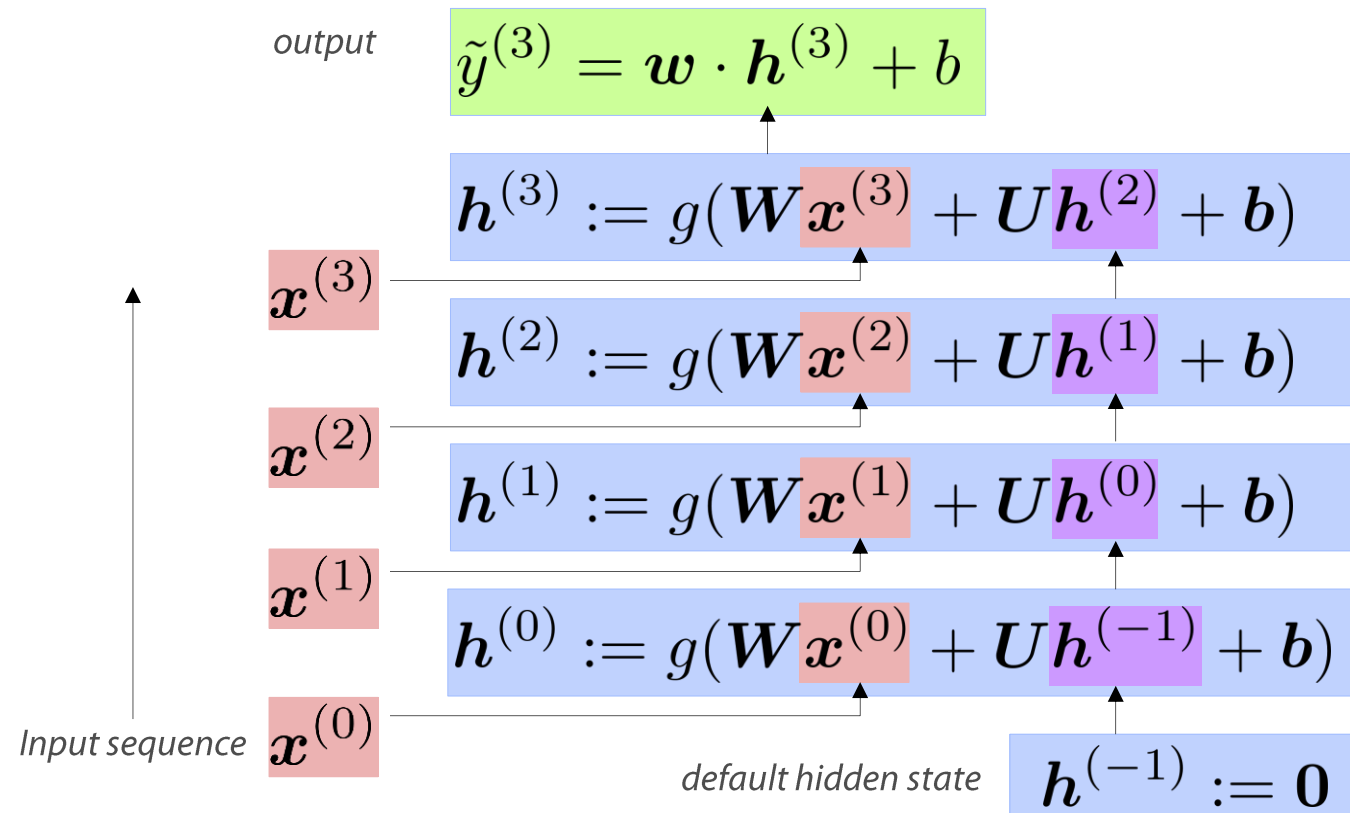 output
ỹ^(3) = w · h^(3) + b
h^(3) := g(Wx^(3) + Uh^(2) + b)
x^(3)
h^(2) := g(Wx^(2) + Uh^(1) + b)
x^(2)
h^(1) := g(Wx^(1) + Uh^(0) + b)
x^(1)
h^(0) := g(Wx^(0) + Uh^(-1) + b)
Input sequence
x^(0)
default hidden state
h^(-1) := 0